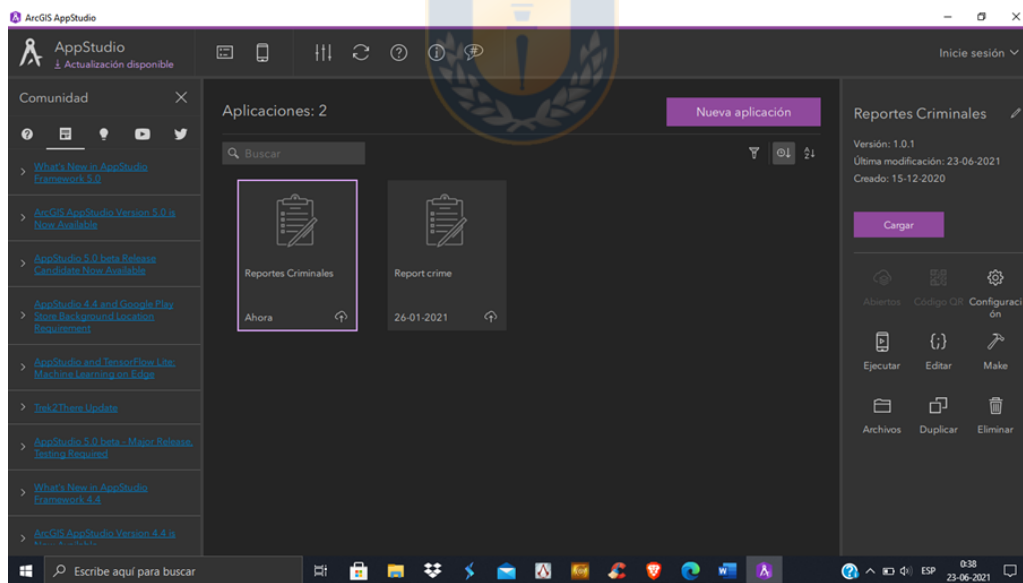 ArcGIS AppStudio
AppStudio
Actualización disponible
Inicie sesión
Comunidad
What's New in AppStudio
Framework 5.0
ArcGIS AppStudio Version 5.0 is
Now Available
AppStudio 5.0 beta Release
Candidate Now Available
AppStudio 4.4 and Google Play
Store Background Location
Requirement
AppStudio and TensorFlow Lite:
Machine Learning on Edge
Trek2There Update
AppStudio 5.0 beta - Major Release,
Testing Required
What's New in AppStudio
Framework 4.4
ArcGIS AppStudio Version 4.4 is
Aplicaciones: 2
Nueva aplicación
Buscar
Reportes Criminales
Ahora
Report crime
26-01-2021
Reportes Criminales
Versión: 1.0.1
Última modificación: 23-06-2021
Creado: 15-12-2020
Cargar
Abiertos Código QR Configuraci
ón
Ejecutar Editar Make
Archivos Duplicar Eliminar
Escribe aquí para buscar
ESP
0:38
23-06-2021